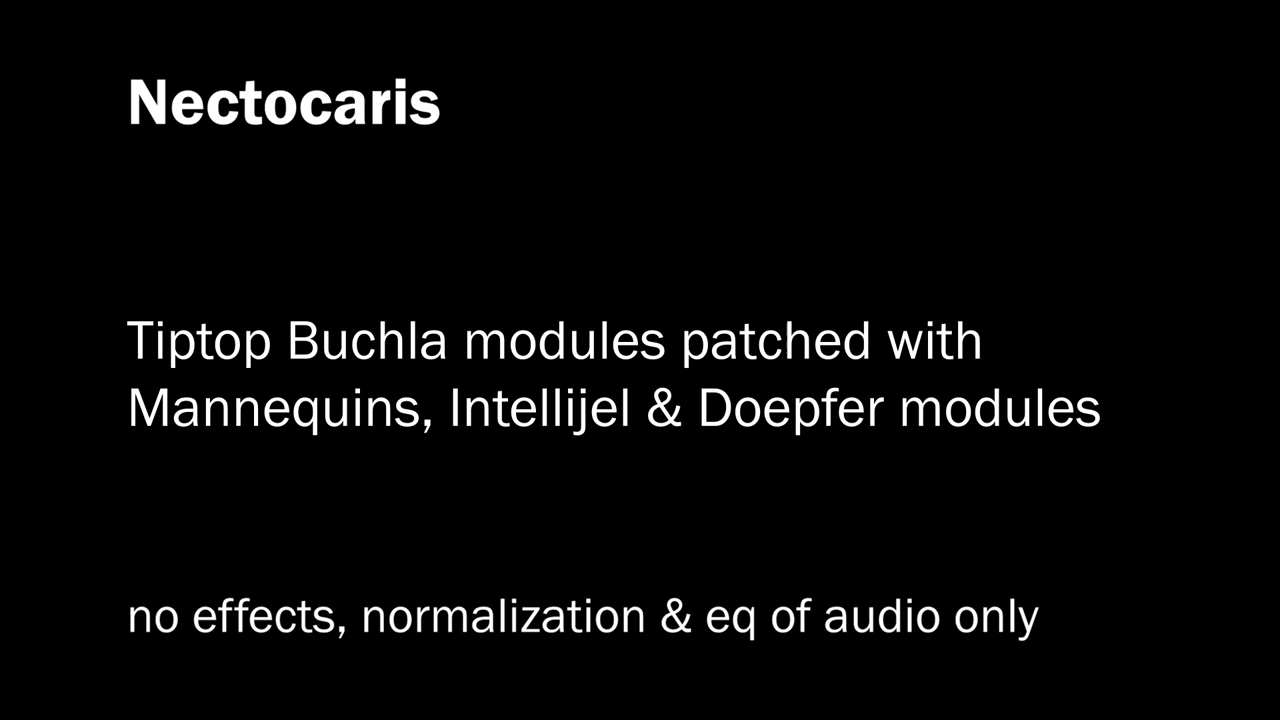 Nectocaris
Tiptop Buchla modules patched with
Mannequins, Intellijel & Doepfer modules
no effects, normalization & eq of audio only